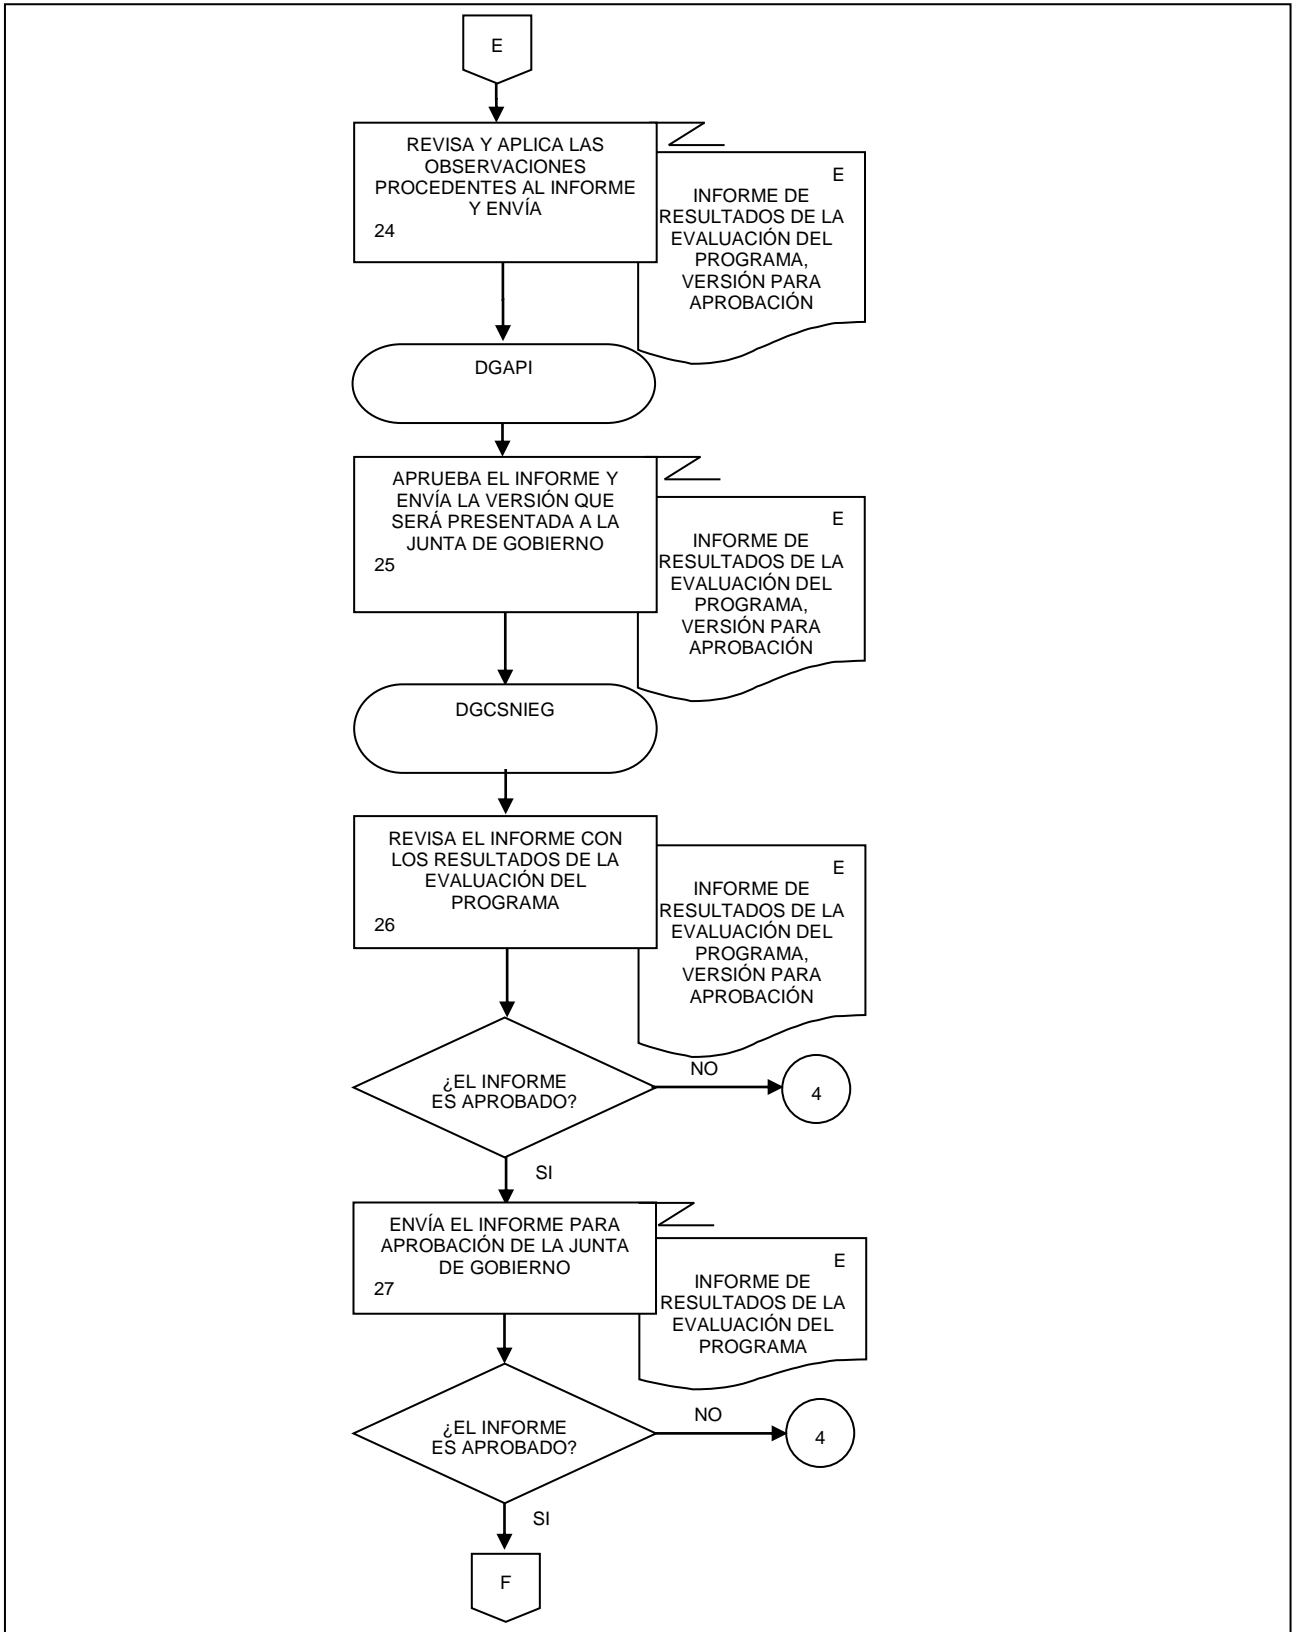 E
REVISA Y APLICA LAS
OBSERVACIONES
PROCEDENTES AL INFORME
Y ENVÍA
24
E
INFORME DE
RESULTADOS DE LA
EVALUACIÓN DEL
PROGRAMA,
VERSIÓN PARA
APROBACIÓN
DGAPI
APRUEBA EL INFORME Y
ENVÍA LA VERSIÓN QUE
SERÁ PRESENTADA A LA
JUNTA DE GOBIERNO
25
E
INFORME DE
RESULTADOS DE LA
EVALUACIÓN DEL
PROGRAMA,
VERSIÓN PARA
APROBACIÓN
DGCSNIEG
REVISA EL INFORME CON
LOS RESULTADOS DE LA
EVALUACIÓN DEL
PROGRAMA
26
E
INFORME DE
RESULTADOS DE LA
EVALUACIÓN DEL
PROGRAMA,
VERSIÓN PARA
APROBACIÓN
¿EL INFORME
ES APROBADO?
NO
4
SI
ENVÍA EL INFORME PARA
APROBACIÓN DE LA JUNTA
DE GOBIERNO
27
E
INFORME DE
RESULTADOS DE LA
EVALUACIÓN DEL
PROGRAMA
¿EL INFORME
ES APROBADO?
NO
4
SI
F